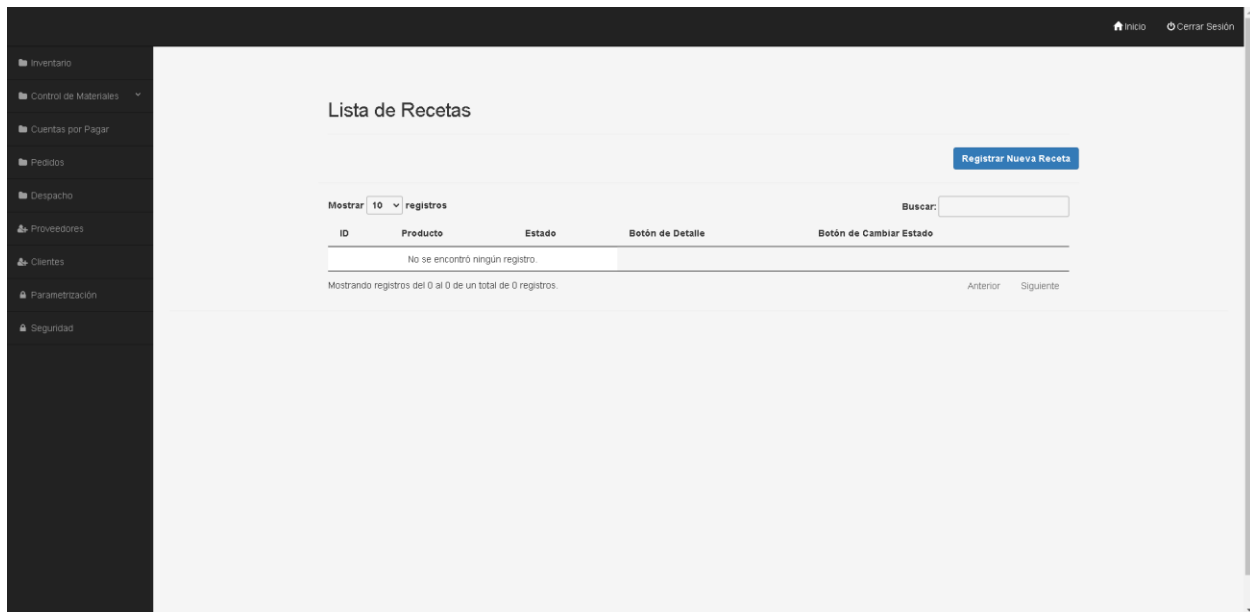 Inicio Cerrar Sesión
Inventario
Control de Materiales
Cuentas por Pagar
Pedidos
Despacho
Proveedores
Clientes
Parametrización
Seguridad
Lista de Recetas
Registrar Nueva Receta
Mostrar 10 registros Buscar:
ID Producto Estado Botón de Detalle Botón de Cambiar Estado
No se encontró ningún registro.
Mostrando registros del 0 al 0 de un total de 0 registros. Anterior Siguiente